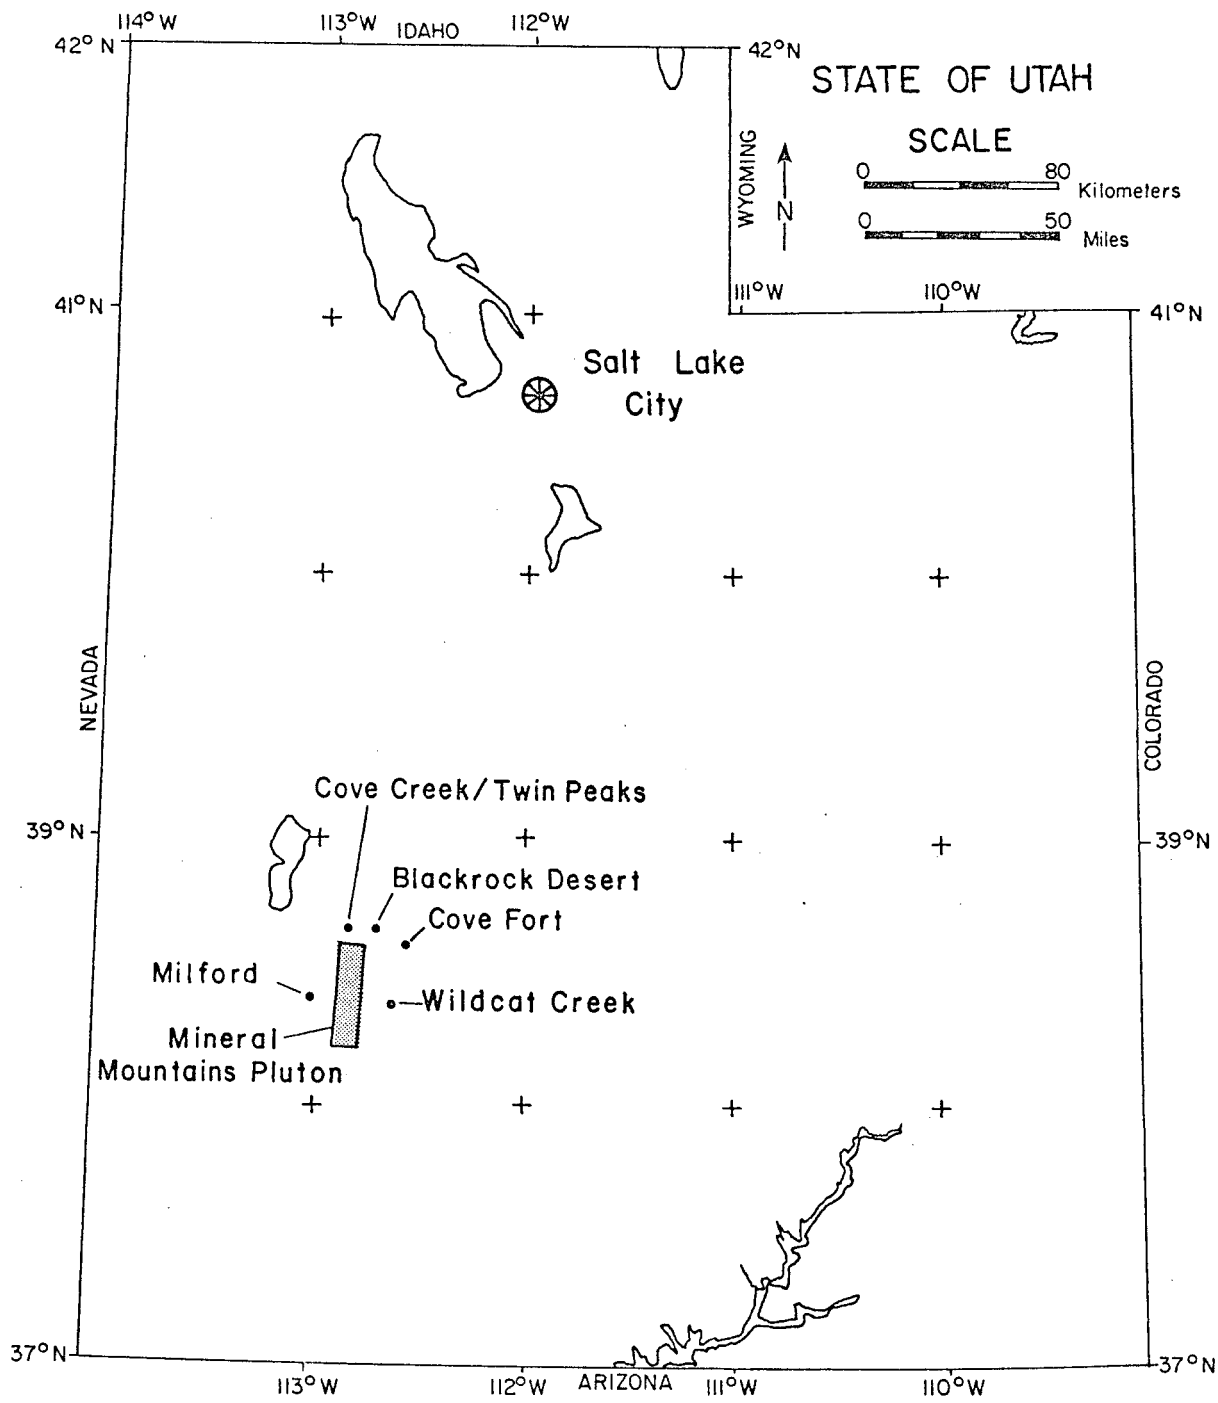 114°W 113°W IDAHO 112°W
42°N 42°N
STATE OF UTAH
SCALE
0 80
Kilometers
0 50
Miles
WYOMING
N
111°W 110°W
41°N 41°N
Salt Lake
City
NEVADA
COLORADO
Cove Creek/Twin Peaks
39°N 39°N
Blackrock Desert
Cove Fort
Milford
Wildcat Creek
Mineral
Mountains Pluton
37°N 37°N
113°W 112°W ARIZONA 111°W 110°W